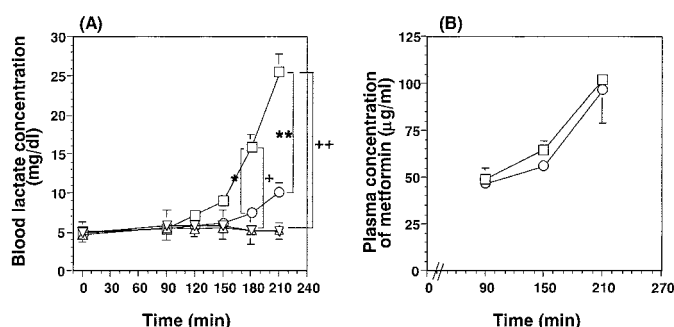 (A)
Blood lactate concentration
(mg/dl)
30
25
20
15
10
5
0
**
++
*
+
0 30 60 90 120 150 180 210 240
Time (min)
(B)
Plasma concentration
of metformin (μg/ml)
125
100
75
50
25
0
0 // 90 150 210 270
Time (min)